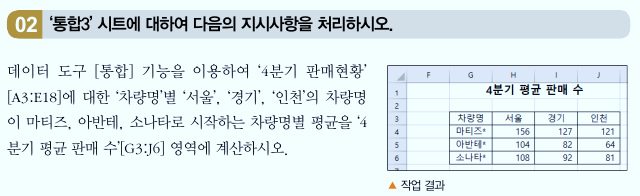 02 '통합3' 시트에 대하여 다음의 지시사항을 처리하시오.
데이터 도구 [통합] 기능을 이용하여 '4분기 판매현황'
[A3:E18]에 대한 '차량명'별 '서울', '경기', '인천'의 차량명
이 마티즈, 아반테, 소나타로 시작하는 차량명별 평균을 '4
분기 평균 판매 수'[G3:J6] 영역에 계산하시오.
F G H I J
1 4분기 평균 판매 수
2
3 차량명 서울 경기 인천
4 마티즈* 156 127 121
5 아반테* 104 82 64
6 소나타* 108 92 81
7
▲ 작업 결과